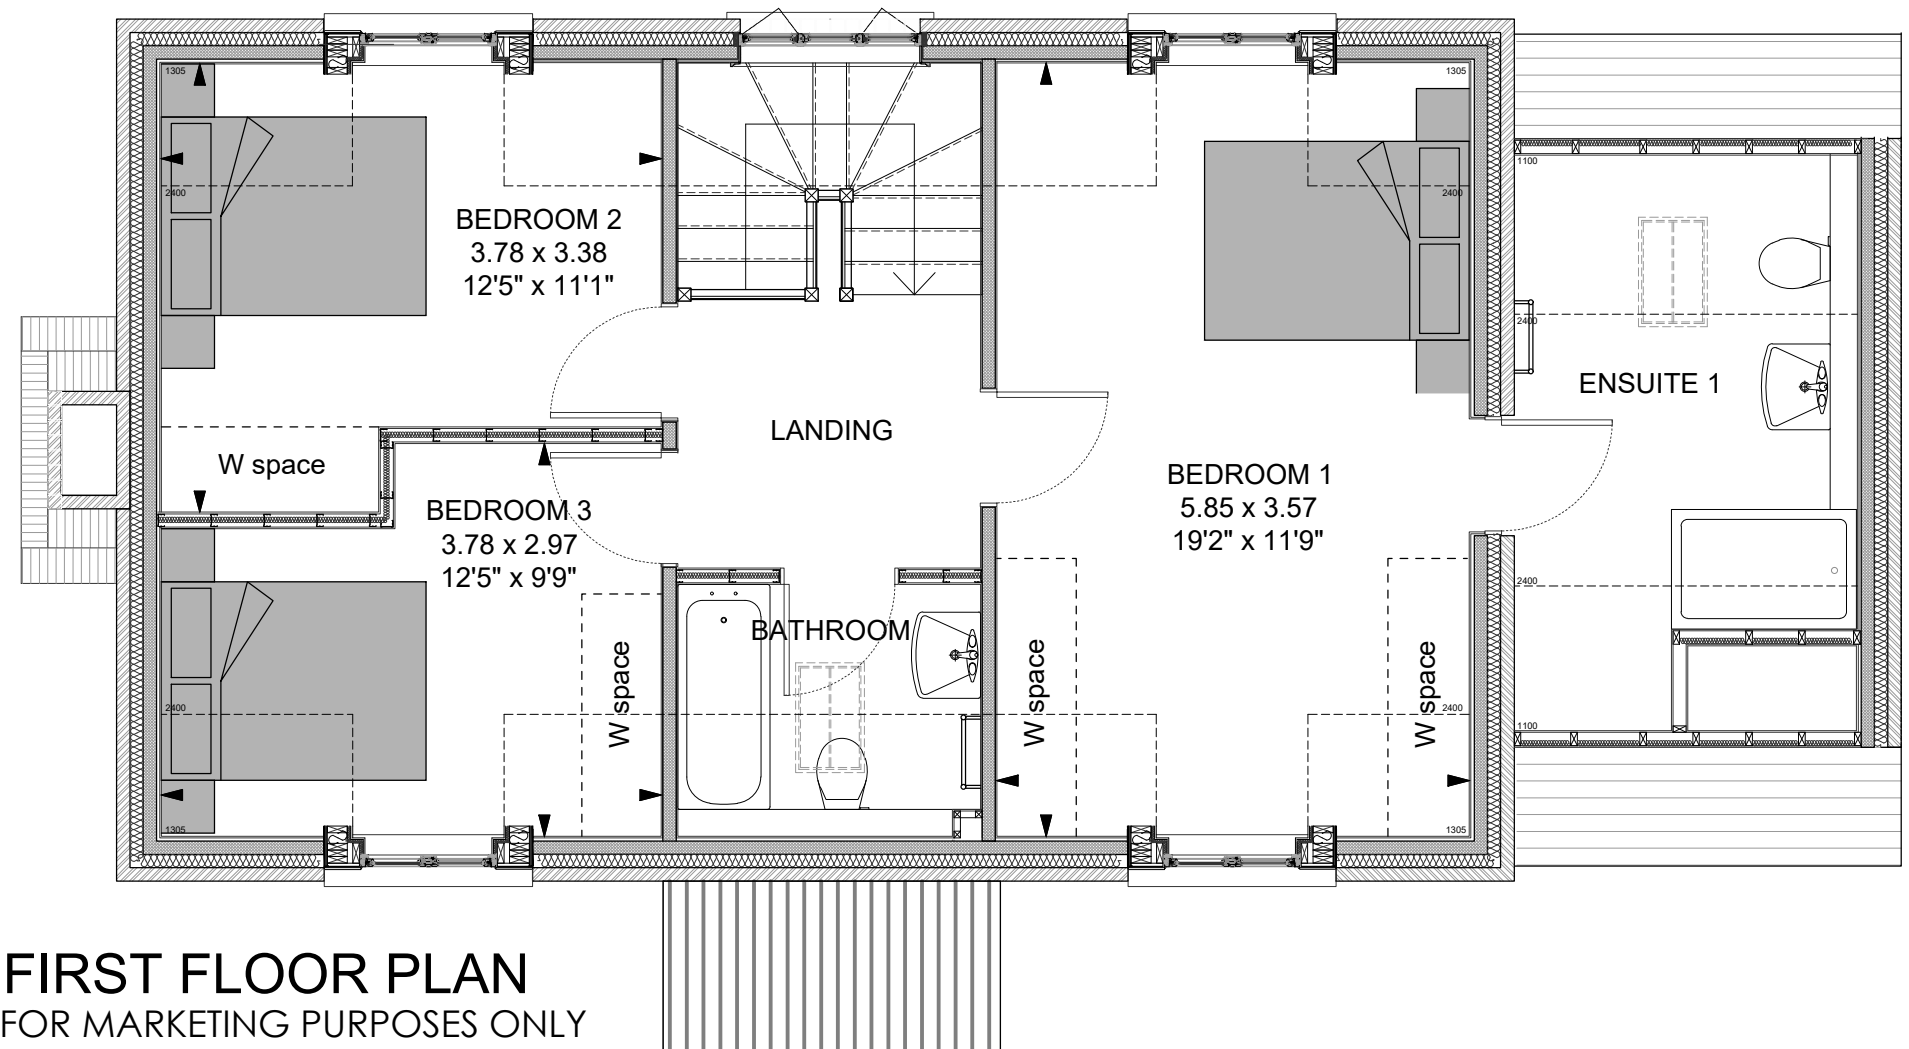 1305
1305
1100
2400
2400
BEDROOM 2
3.78 x 3.38
12'5" x 11'1"
2400
ENSUITE 1
LANDING
W space
BEDROOM 1
5.85 x 3.57
19'2" x 11'9"
BEDROOM 3
3.78 x 2.97
12'5" x 9'9"
2400
BATHROOM
W space
W space
W space
2400
2400
1100
1305
1305
FIRST FLOOR PLAN
FOR MARKETING PURPOSES ONLY